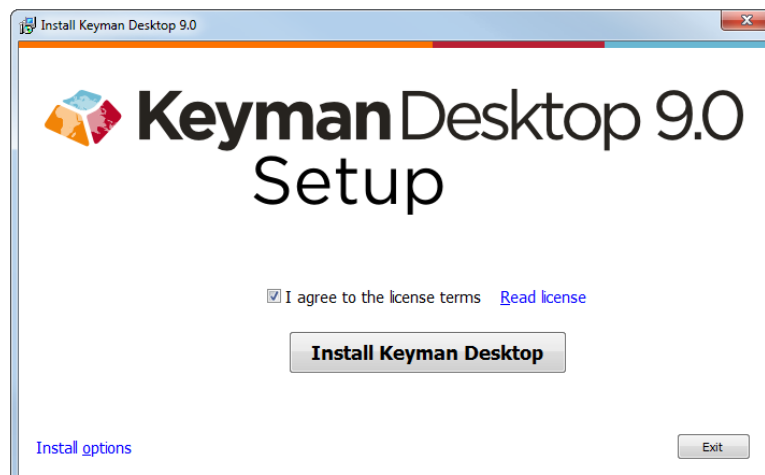 Install Keyman Desktop 9.0
Keyman Desktop 9.0
Setup
I agree to the license terms Read license
Install Keyman Desktop
Install options Exit